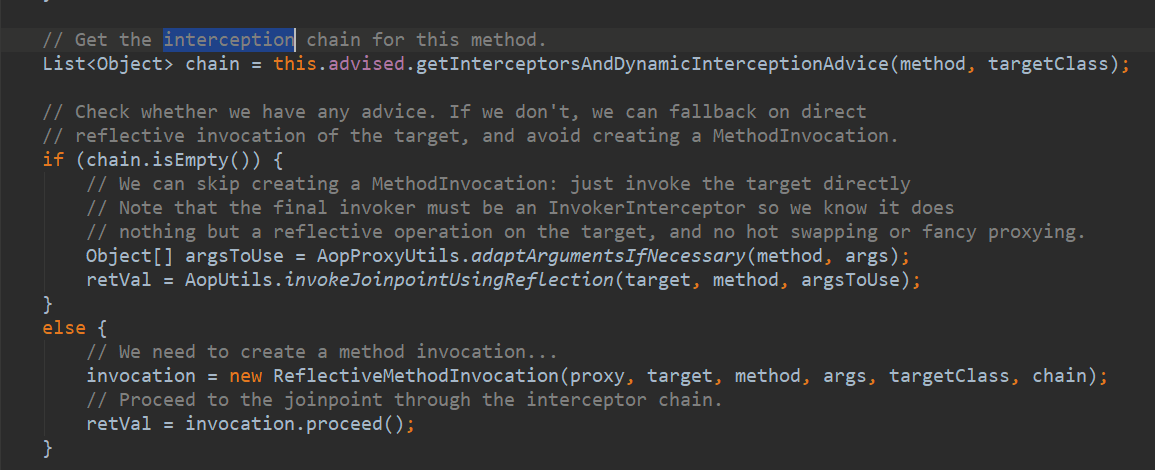 // Get the interception chain for this method.
List<Object> chain = this.advised.getInterceptorsAndDynamicInterceptionAdvice(method, targetClass);
// Check whether we have any advice. If we don't, we can fallback on direct
// reflective invocation of the target, and avoid creating a MethodInvocation.
if (chain.isEmpty()) {
// We can skip creating a MethodInvocation: just invoke the target directly
// Note that the final invoker must be an InvokerInterceptor so we know it does
// nothing but a reflective operation on the target, and no hot swapping or fancy proxying.
Object[] argsToUse = AopProxyUtils.adaptArgumentsIfNecessary(method, args);
retVal = AopUtils.invokeJoinpointUsingReflection(target, method, argsToUse);
}
else {
// We need to create a method invocation...
invocation = new ReflectiveMethodInvocation(proxy, target, method, args, targetClass, chain);
// Proceed to the joinpoint through the interceptor chain.
retVal = invocation.proceed();
}